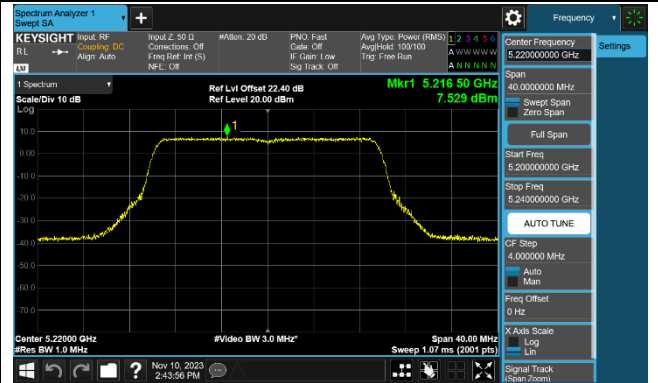 Spectrum Analyzer 1
Swept SA
Frequency
KEYSIGHT
RL
LXI
Input: RF
Coupling: DC
Align: Auto
Input Z: 50 Ω
Corrections: Off
Freq Ref: Int (S)
NFE: Off
#Atten: 20 dB
PNO: Fast
Gate: Off
IF Gain: Low
Sig Track: Off
Avg Type: Power (RMS)
Avg|Hold: 100/100
Trig: Free Run
1 2 3 4 5 6
A W W W W W
A N N N N N
1 Spectrum
Scale/Div 10 dB
Log
Ref Lvl Offset 22.40 dB
Ref Level 20.00 dBm
Mkr1 5.216 50 GHz
7.529 dBm
1
10.0
0.00
-10.0
-20.0
-30.0
-40.0
-50.0
-60.0
-70.0
Center 5.22000 GHz
#Res BW 1.0 MHz
#Video BW 3.0 MHz*
Span 40.00 MHz
Sweep 1.07 ms (2001 pts)
Center Frequency
5.220000000 GHz
Settings
Span
40.0000000 MHz
Swept Span
Zero Span
Full Span
Start Freq
5.200000000 GHz
Stop Freq
5.240000000 GHz
AUTO TUNE
CF Step
4.000000 MHz
Auto
Man
Freq Offset
0 Hz
X Axis Scale
Log
Lin
Signal Track
(Span Zoom)
?
Nov 10, 2023
2:43:56 PM